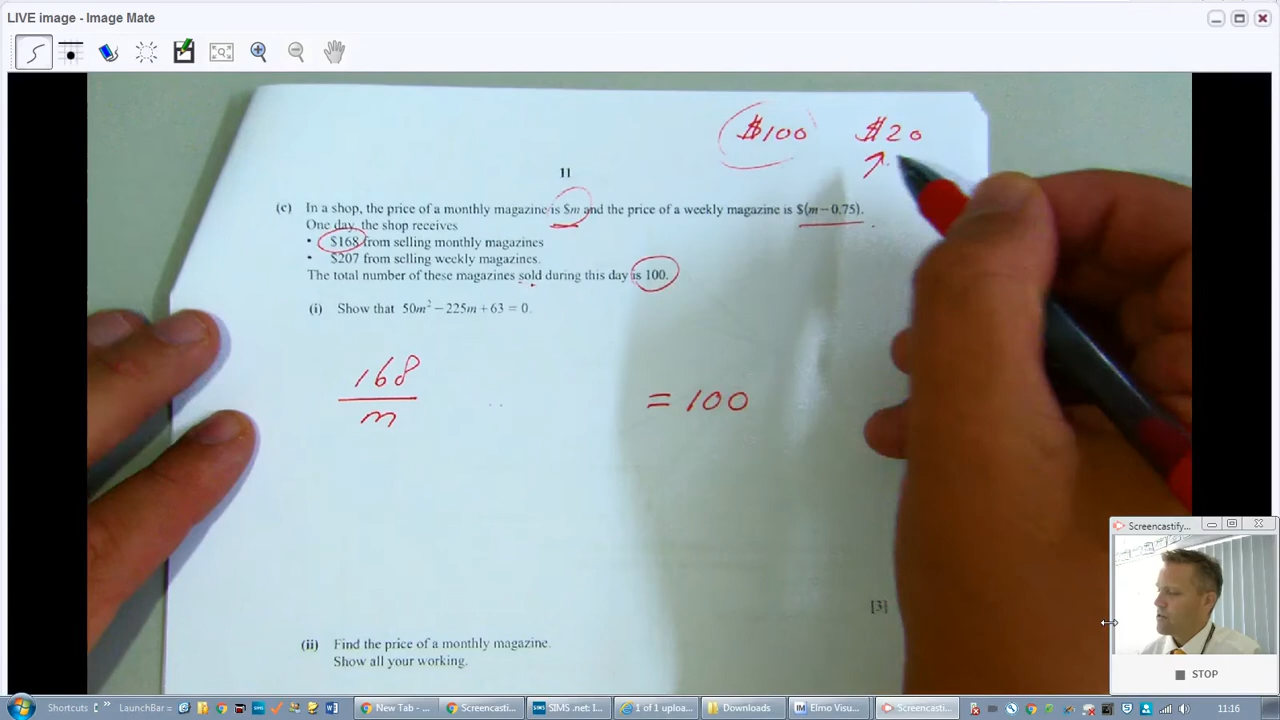 LIVE image - Image Mate
$100 $20
11
(c) In a shop, the price of a monthly magazine is $m and the price of a weekly magazine is $(m − 0.75).
One day, the shop receives
• $168 from selling monthly magazines
• $207 from selling weekly magazines.
The total number of these magazines sold during this day is 100.
(i) Show that 50m² − 225m + 63 = 0.
168
m
= 100
Screencastify
[3]
(ii) Find the price of a monthly magazine.
Show all your working.
STOP
Shortcuts LaunchBar New Tab - ... Screencastif... SIMS .net: I... 1 of 1 uploa... Downloads Elmo Visu... Screencasti... 11:16